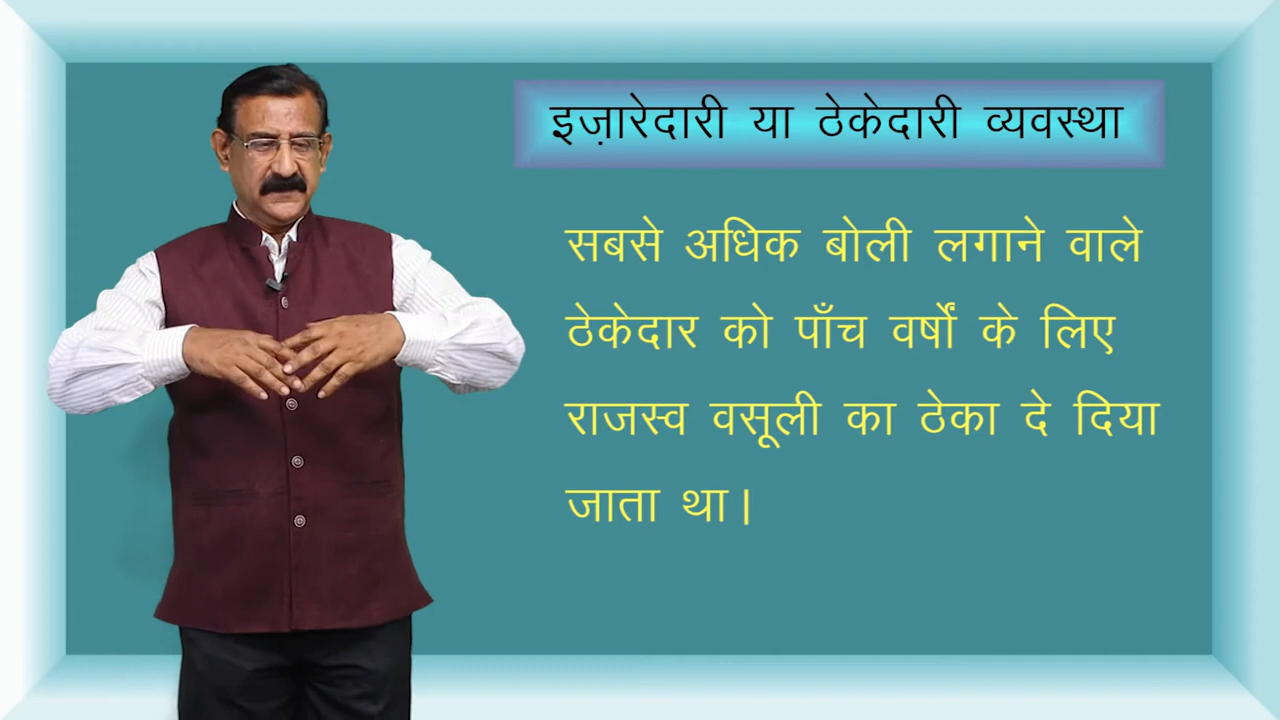 इज़ारेदारी या ठेकेदारी व्यवस्था
सबसे अधिक बोली लगाने वाले
ठेकेदार को पाँच वर्षों के लिए
राजस्व वसूली का ठेका दे दिया
जाता था।